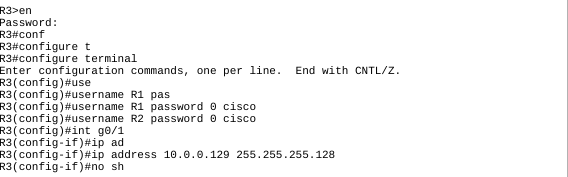 R3>en
Password:
R3#conf
R3#configure t
R3#configure terminal
Enter configuration commands, one per line.  End with CNTL/Z.
R3(config)#use
R3(config)#username R1 pas
R3(config)#username R1 password 0 cisco
R3(config)#username R2 password 0 cisco
R3(config)#int g0/1
R3(config-if)#ip ad
R3(config-if)#ip address 10.0.0.129 255.255.255.128
R3(config-if)#no sh